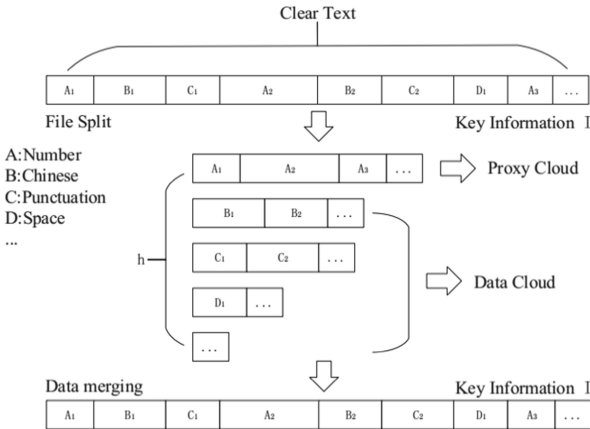 Clear Text
A1 B1 C1 A2 B2 C2 D1 A3 ...
File Split Key Information I
A:Number
B:Chinese
C:Punctuation
D:Space
...
A1 A2 A3 ... Proxy Cloud
B1 B2 ...
C1 C2 ...
h
Data Cloud
D1 ...
...
Data merging Key Information I
A1 B1 C1 A2 B2 C2 D1 A3 ...